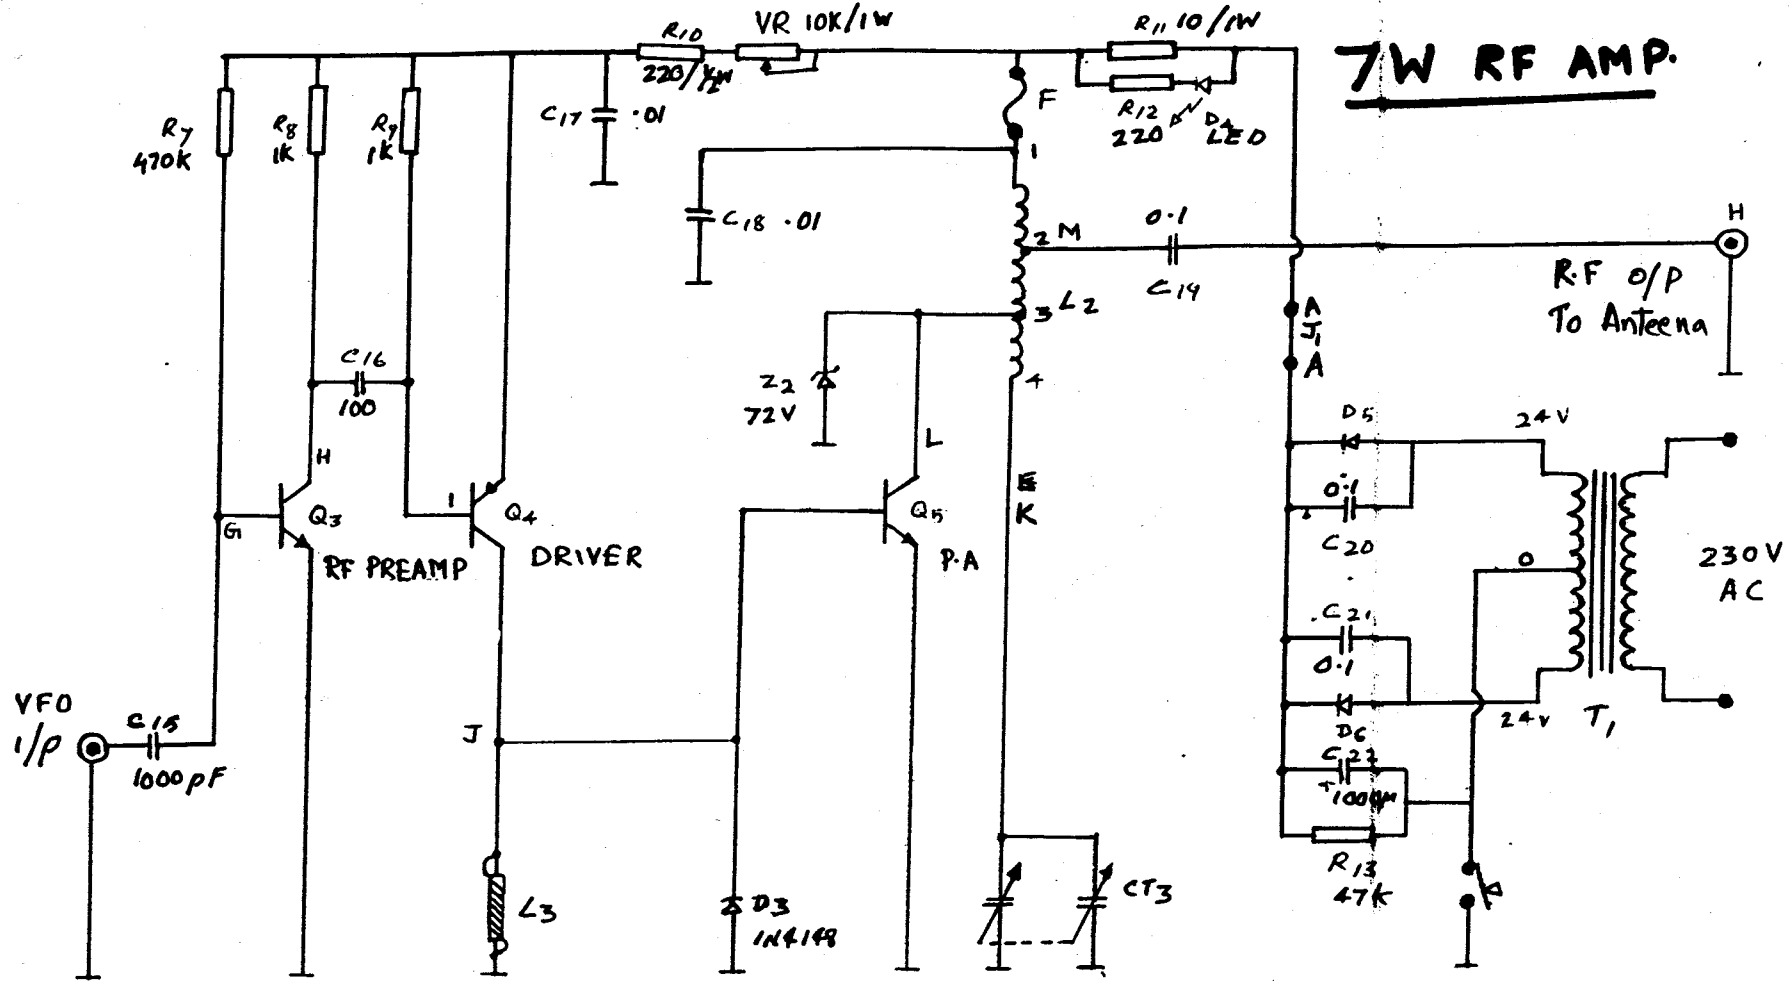 VR 10K/1W
R10
220/½W
R11 10/1W
7W RF AMP.
R7
470K
R8
1K
R9
1K
C17 .01
F
R12
220
D4
LED
1
C18 .01
2 M
0.1
C19
H
R.F O/P
To Anteena
3 L2
A
J1
A
C16
100
Z2
72V
4
D5
24V
H
L
K
0.1
C20
G
Q3
RF PREAMP
I
Q4
DRIVER
Q5
P.A
0
230V
AC
C21
0.1
VFO
I/P
C15
1000pF
J
24V
T1
D6
C22
+
1000µ
R13
47K
L3
D3
1N4148
CT3